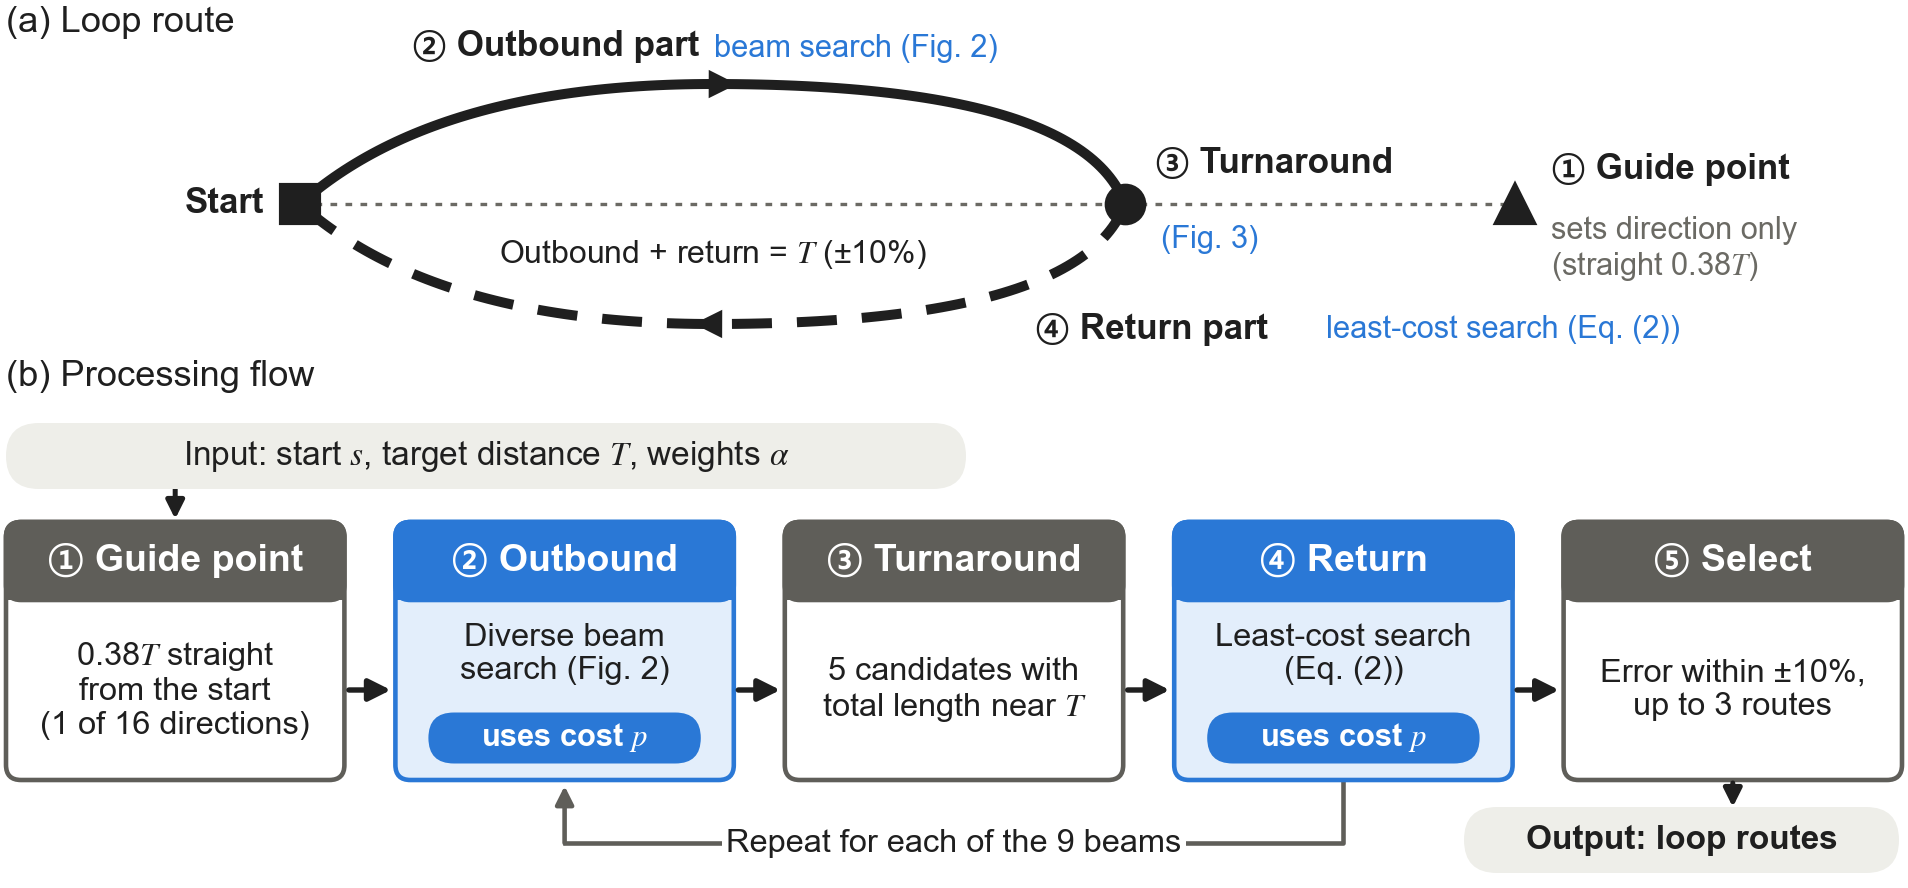 (a) Loop route
② Outbound part beam search (Fig. 2)
③ Turnaround
① Guide point
Start
sets direction only
(Fig. 3)
Outbound + return = T (±10%)
(straight 0.38T)
④ Return part least-cost search (Eq. (2))
(b) Processing flow
Input: start s, target distance T, weights α
① Guide point
0.38T straight
from the start
(1 of 16 directions)
② Outbound
Diverse beam
search (Fig. 2)
uses cost p
③ Turnaround
5 candidates with
total length near T
④ Return
Least-cost search
(Eq. (2))
uses cost p
⑤ Select
Error within ±10%,
up to 3 routes
Repeat for each of the 9 beams
Output: loop routes